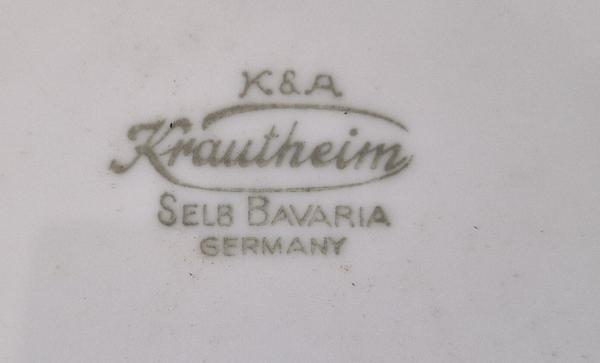 K&A
Krautheim
SELB BAVARIA
GERMANY